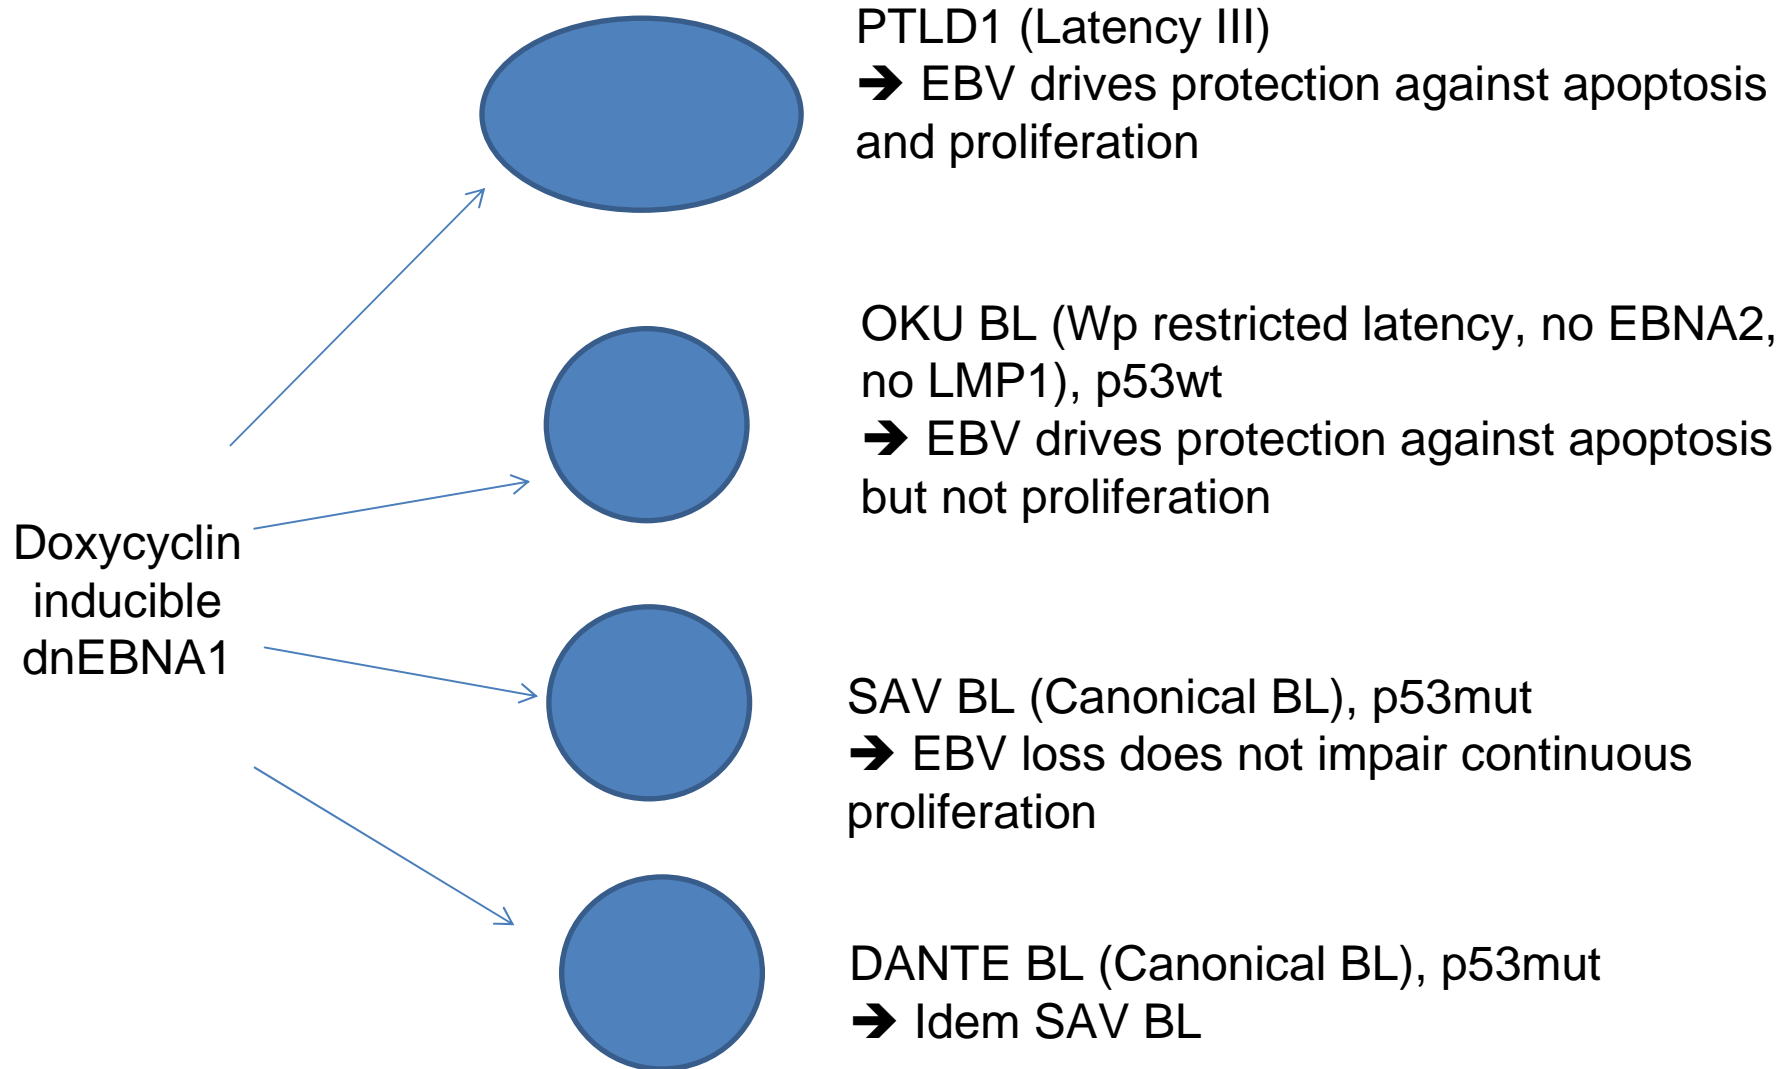 PTLD1 (Latency III)
➔ EBV drives protection against apoptosis
and proliferation
OKU BL (Wp restricted latency, no EBNA2,
no LMP1), p53wt
➔ EBV drives protection against apoptosis
but not proliferation
Doxycyclin
inducible
dnEBNA1
SAV BL (Canonical BL), p53mut
➔ EBV loss does not impair continuous
proliferation
DANTE BL (Canonical BL), p53mut
➔ Idem SAV BL